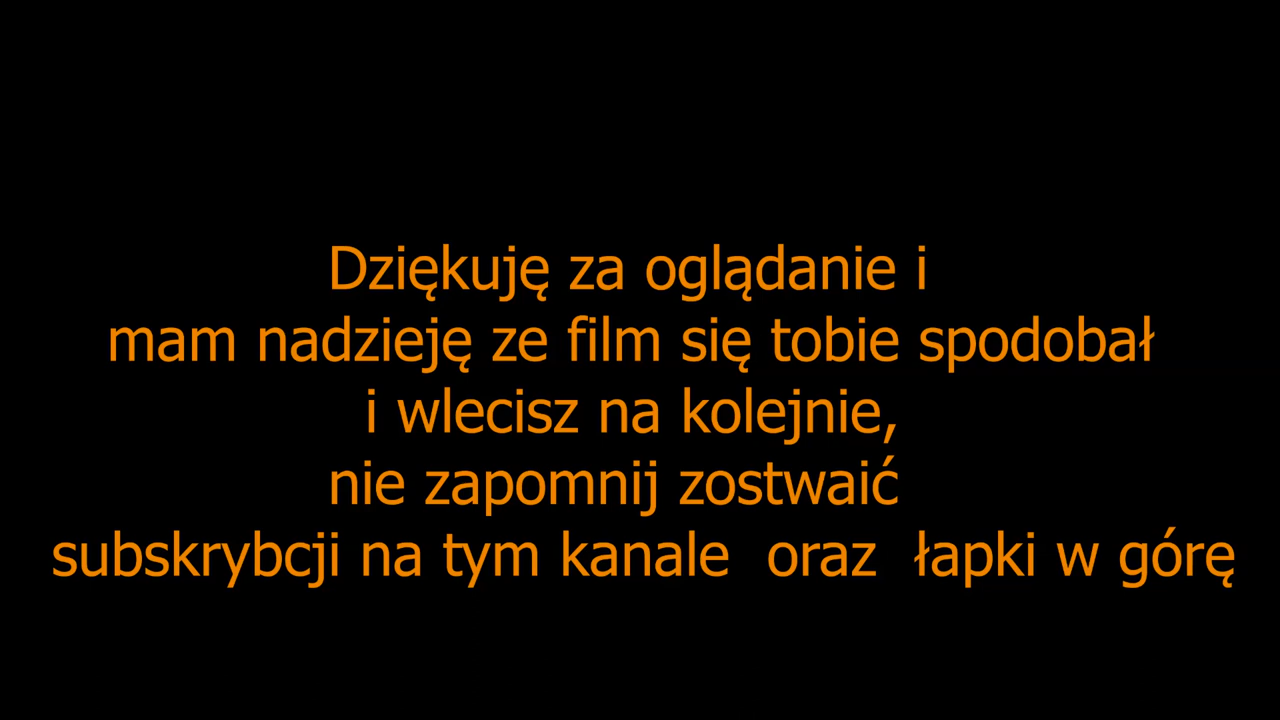 Dziękuję za oglądanie i
mam nadzieję ze film się tobie spodobał
i wlecisz na kolejnie,
nie zapomnij zostwaić
subskrybcji na tym kanale oraz łapki w górę